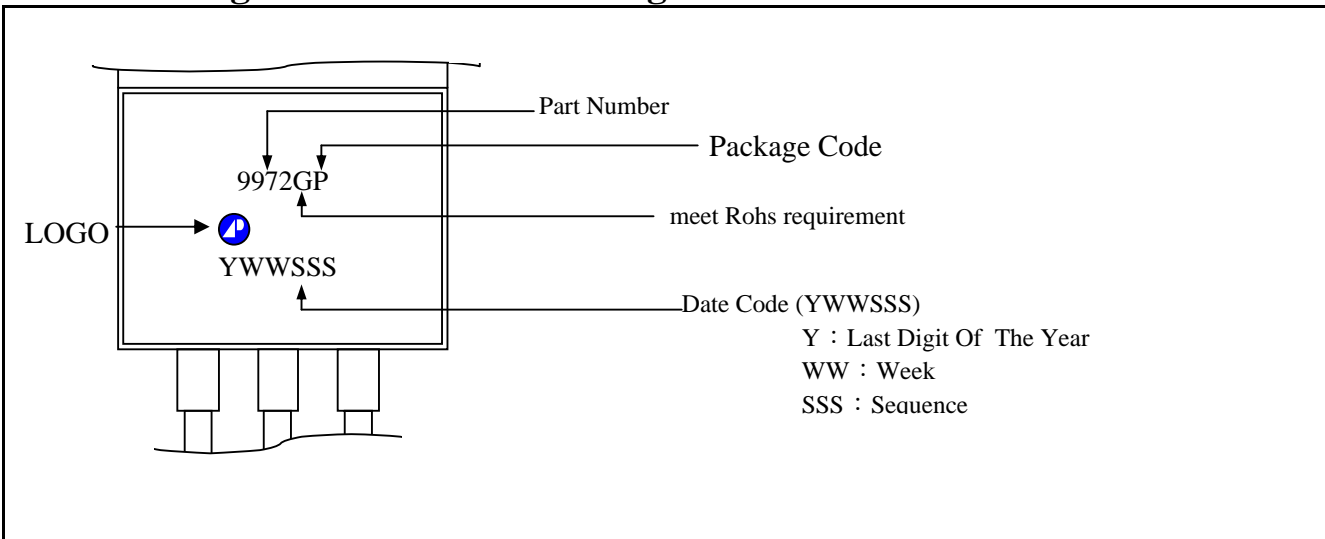 Part Number
Package Code
9972GP
meet Rohs requirement
LOGO
YWWSSS
Date Code (YWWSSS)
Y：Last Digit Of The Year
WW：Week
SSS：Sequence